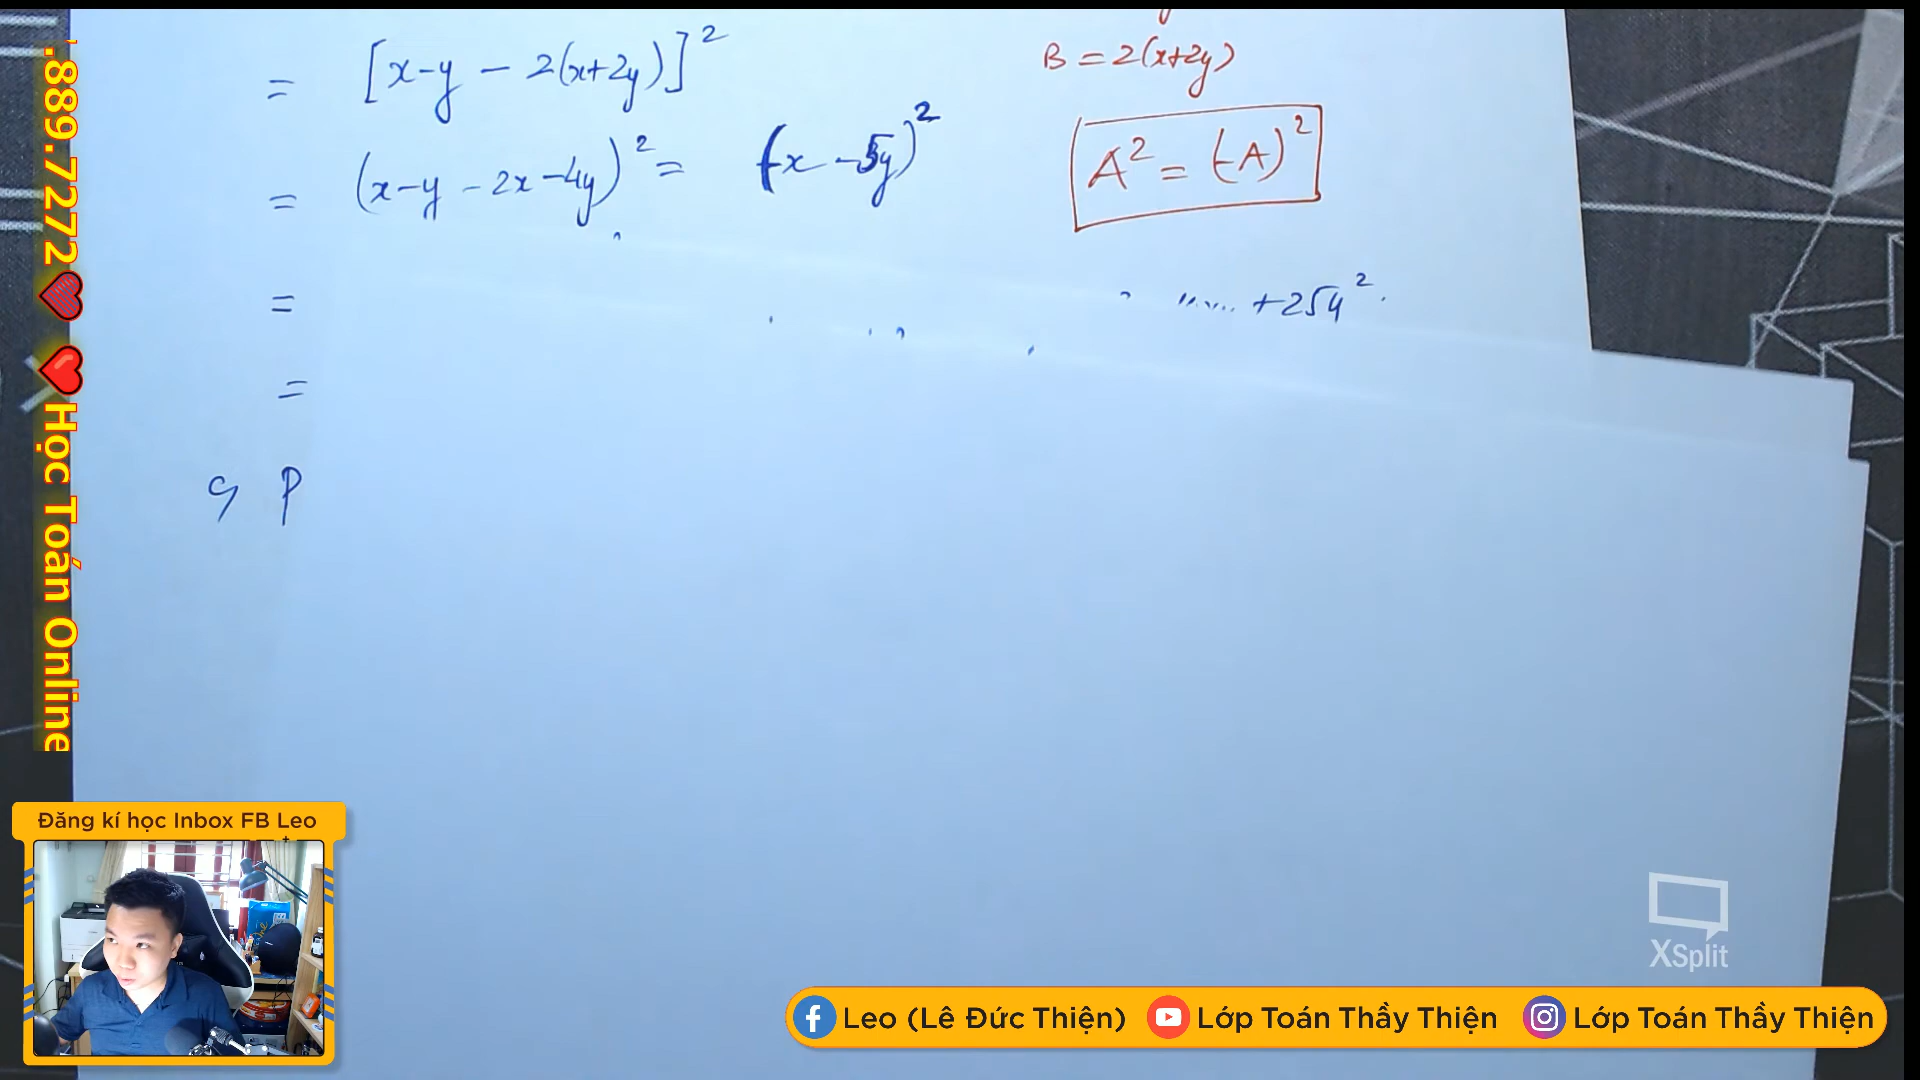 = [x-y - 2(x+2y)]²
B = 2(x+2y)
= (x-y - 2x -4y)² = (-x -5y)²
A² = (-A)²
=
...... +25y².
=
c, P
.889.7272 ❤ ❤ Học Toán Online
Đăng kí học Inbox FB Leo
XSplit
Leo (Lê Đức Thiện) Lớp Toán Thầy Thiện Lớp Toán Thầy Thiện